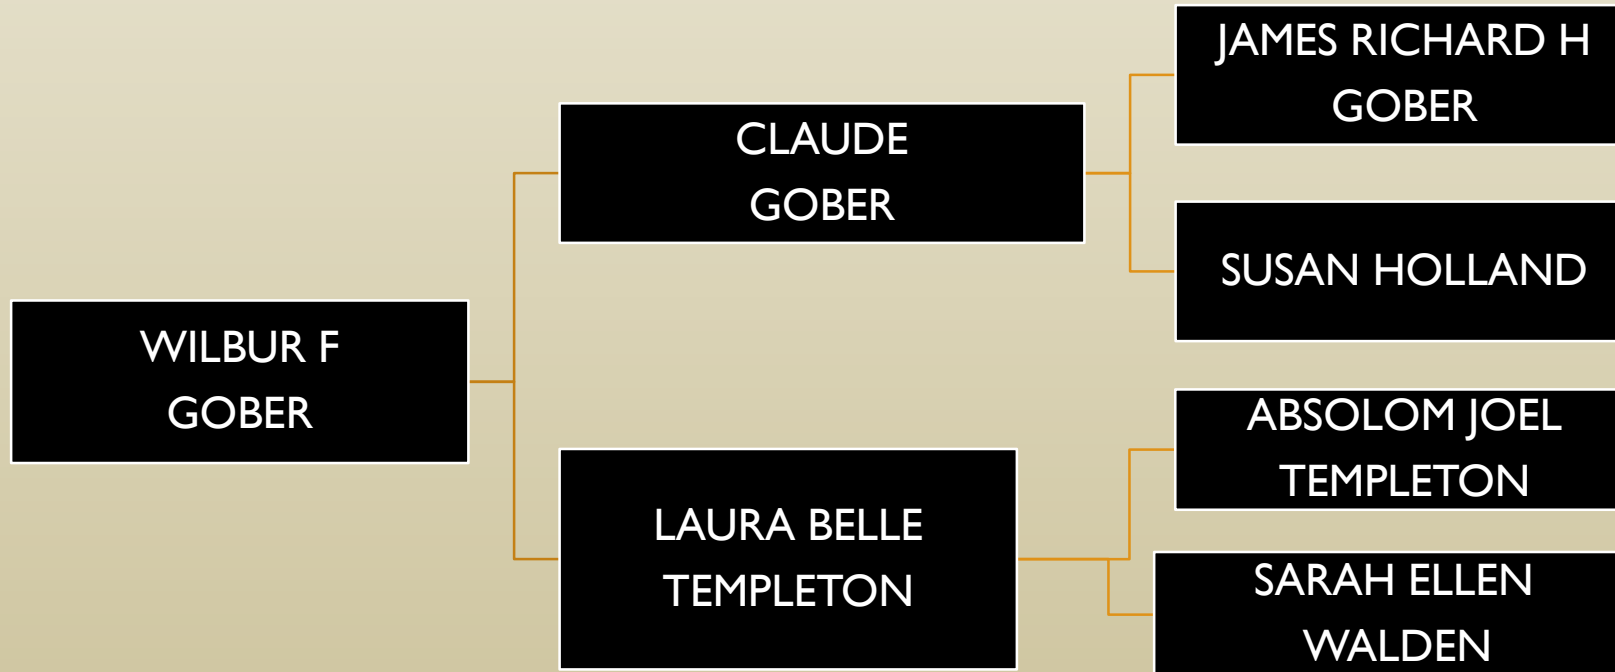 JAMES RICHARD H
GOBER
CLAUDE
GOBER
SUSAN HOLLAND
WILBUR F
GOBER
ABSOLOM JOEL
TEMPLETON
LAURA BELLE
TEMPLETON
SARAH ELLEN
WALDEN